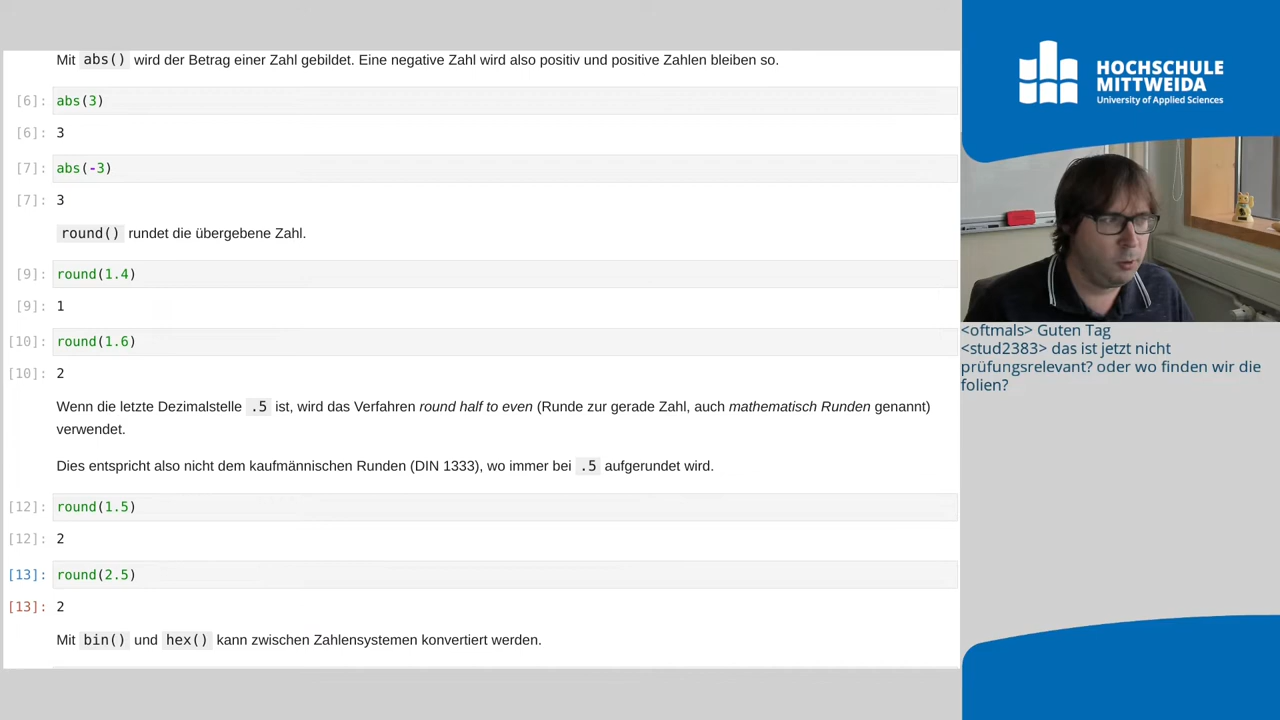 Mit abs() wird der Betrag einer Zahl gebildet. Eine negative Zahl wird also positiv und positive Zahlen bleiben so.
[6]: abs(3)
[6]: 3
[7]: abs(-3)
[7]: 3
round() rundet die übergebene Zahl.
[9]: round(1.4)
[9]: 1
[10]: round(1.6)
[10]: 2
Wenn die letzte Dezimalstelle .5 ist, wird das Verfahren round half to even (Runde zur gerade Zahl, auch mathematisch Runden genannt)
verwendet.
Dies entspricht also nicht dem kaufmännischen Runden (DIN 1333), wo immer bei .5 aufgerundet wird.
[12]: round(1.5)
[12]: 2
[13]: round(2.5)
[13]: 2
Mit bin() und hex() kann zwischen Zahlensystemen konvertiert werden.
HOCHSCHULE
MITTWEIDA
University of Applied Sciences
<oftmals> Guten Tag
<stud2383> das ist jetzt nicht
prüfungsrelevant? oder wo finden wir die
folien?